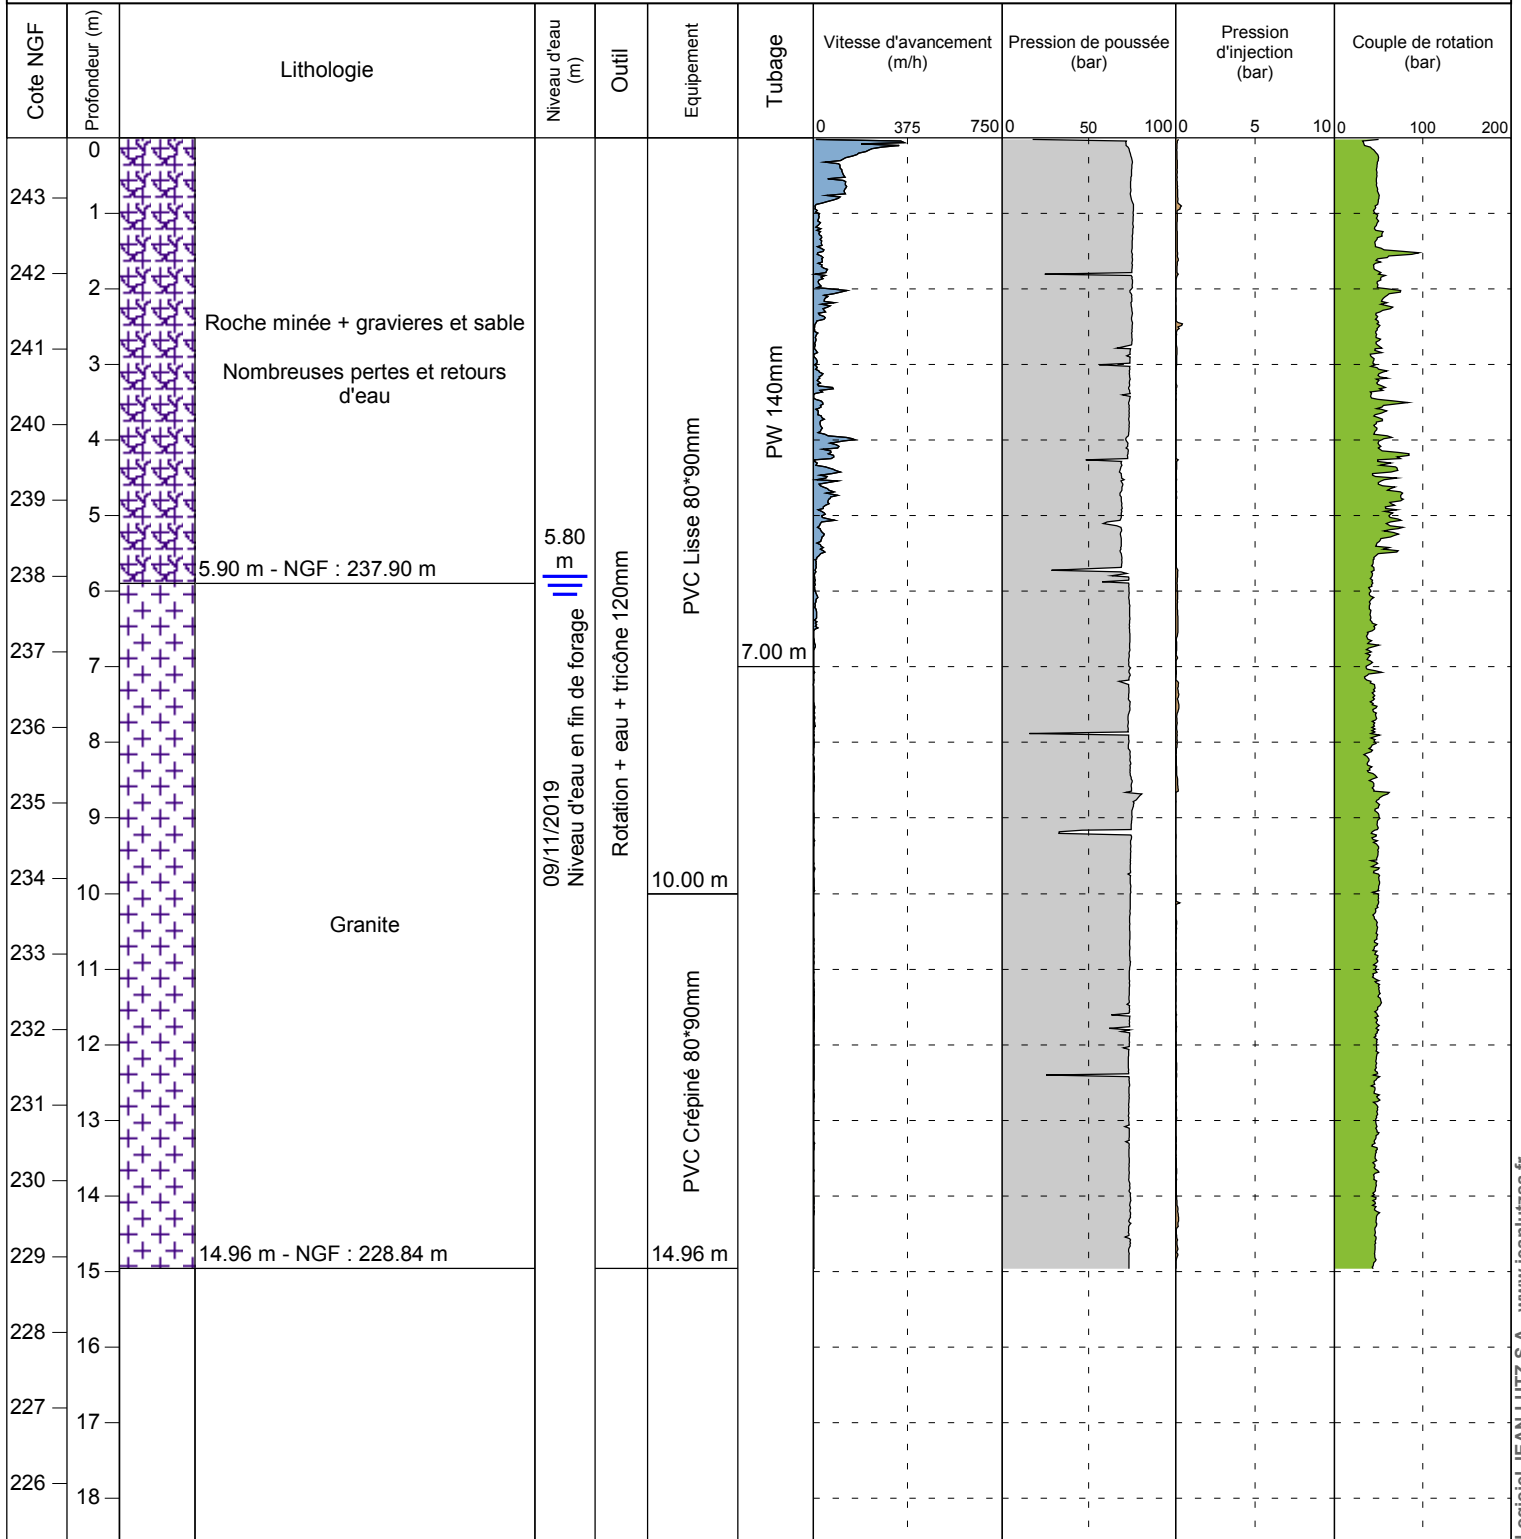 Cote NGF
Profondeur (m)
Lithologie
Niveau d'eau
(m)
Outil
Equipement
Tubage
Vitesse d'avancement
(m/h)
Pression de poussée
(bar)
Pression
d'injection
(bar)
Couple de rotation
(bar)
0 375 750
0 50 100
0 5 10
0 100 200
243
242
241
240
239
238
237
236
235
234
233
232
231
230
229
228
227
226
0
1
2
3
4
5
6
7
8
9
10
11
12
13
14
15
16
17
18
Roche minée + gravieres et sable
Nombreuses pertes et retours
d'eau
5.90 m - NGF : 237.90 m
Granite
14.96 m - NGF : 228.84 m
5.80
m
09/11/2019
Niveau d'eau en fin de forage
Rotation + eau + tricône 120mm
PVC Lisse 80*90mm
10.00 m
PVC Crépiné 80*90mm
14.96 m
PW 140mm
7.00 m
Logiciel JEAN LUTZ S.A - www.jeanlutzsa.fr